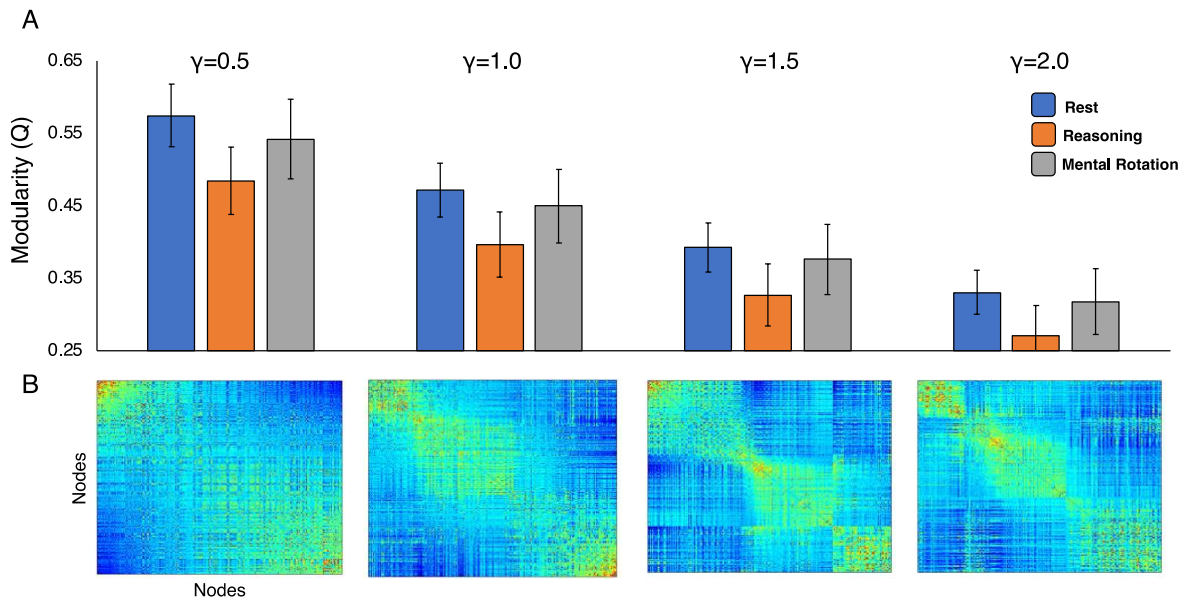 A
γ=0.5
γ=1.0
γ=1.5
γ=2.0
0.65
0.55
0.45
0.35
0.25
Modularity (Q)
Rest
Reasoning
Mental Rotation
B
Nodes
Nodes